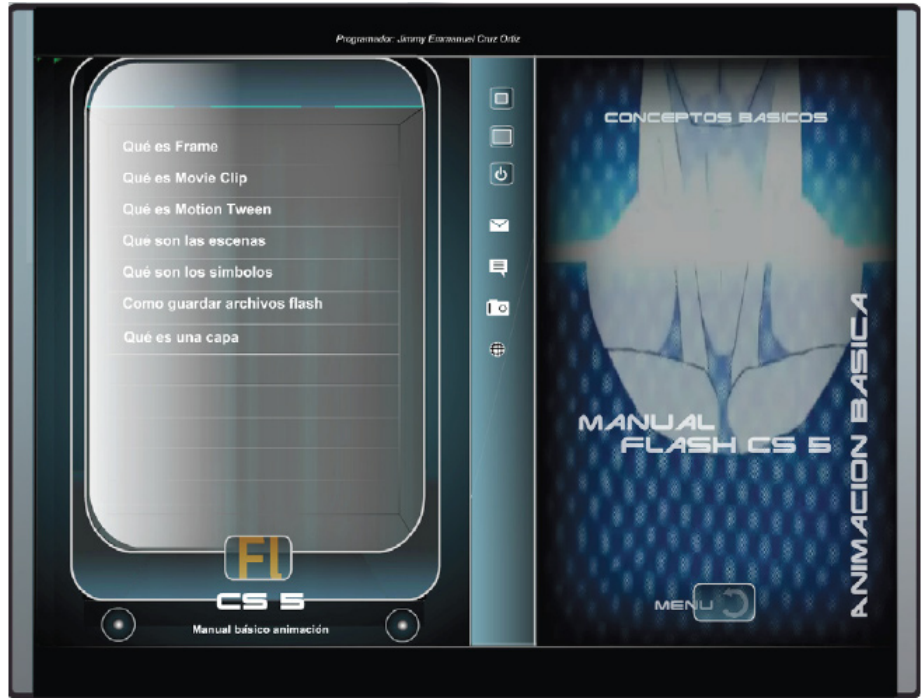 Programador: Jimmy Emmanuel Cruz Ortiz
Qué es Frame
Qué es Movie Clip
Qué es Motion Tween
Qué son las escenas
Qué son los simbolos
Como guardar archivos flash
Qué es una capa
Fl
CS 5
Manual básico animación
CONCEPTOS BASICOS
MANUAL
FLASH CS 5
ANIMACION BASICA
MENU